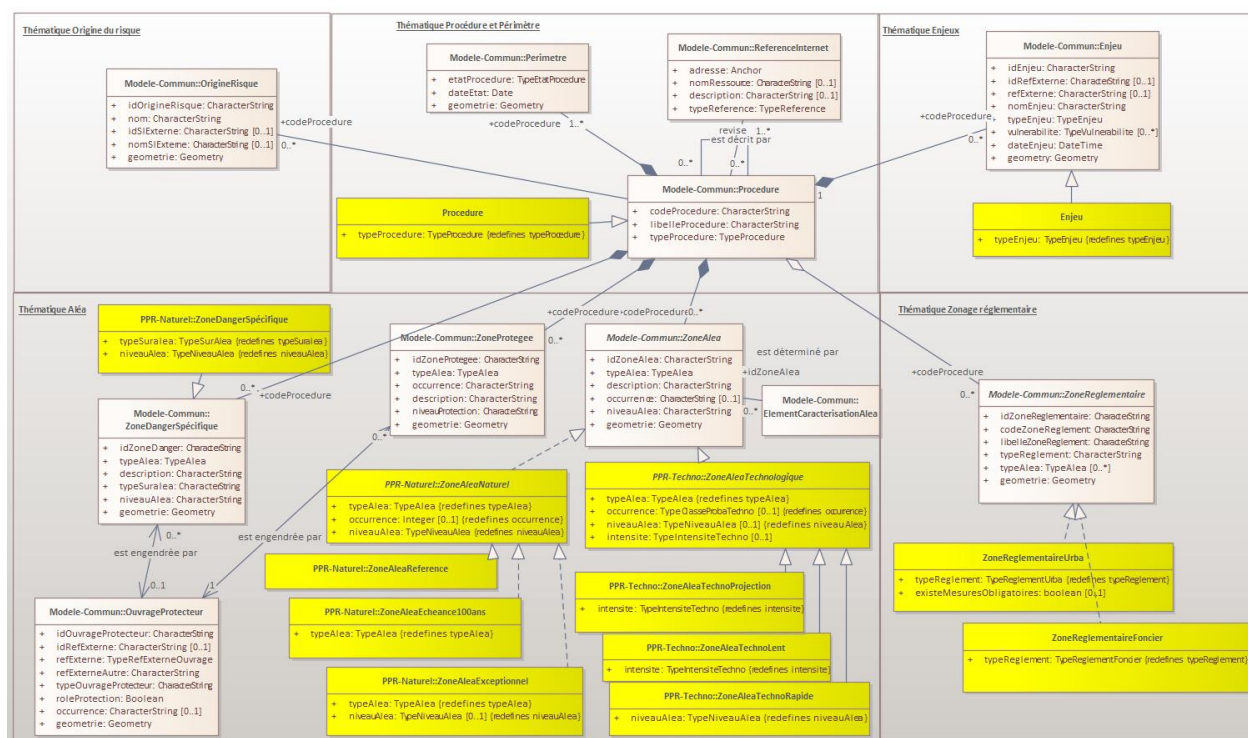 Thématique Origine du risque
Modele-Commun::OrigineRisque
+ idOrigineRisque: CharacterString
+ nom: CharacterString
+ idSIExterne: CharacterString [0..1]
+ nomSIExterne: CharacterString [0..1]
+ geometrie: Geometry
+codeProcedure
0..*
Thématique Procédure et Périmètre
Modele-Commun::Perimetre
+ etatProcedure: TypeEtatProcedure
+ dateEtat: Date
+ geometrie: Geometry
+codeProcedure 1..*
Modele-Commun::ReferenceInternet
+ adresse: Anchor
+ nomRessource: CharacterString [0..1]
+ description: CharacterString [0..1]
+ typeReference: TypeReference
revise 1..*
est décrit par
0..* 0..*
Modele-Commun::Procedure
+ codeProcedure: CharacterString
+ libelleProcedure: CharacterString
+ typeProcedure: TypeProcedure
Procedure
+ typeProcedure: TypeProcedure {redefines typeProcedure}
Thématique Enjeux
Modele-Commun::Enjeu
+ idEnjeu: CharacterString
+ idRefExterne: CharacterString [0..1]
+ refExterne: CharacterString [0..1]
+ nomEnjeu: CharacterString
+ typeEnjeu: TypeEnjeu
+ vulnerabilite: TypeVulnerabilite [0..*]
+ dateEnjeu: DateTime
+ geometry: Geometry
+codeProcedure
0..*
1
Enjeu
+ typeEnjeu: TypeEnjeu {redefines typeEnjeu}
Thématique Aléa
PPR-Naturel::ZoneDangerSpécifique
+ typeSuralea: TypeSurAlea {redefines typeSuralea}
+ niveauAlea: TypeNiveauAlea {redefines niveauAlea}
0..*
+codeProcedure
Modele-Commun::
ZoneDangerSpécifique
+ idZoneDanger: CharacterString
+ typeAlea: TypeAlea
+ description: CharacterString
+ typeSuralea: CharacterString
+ niveauAlea: CharacterString
+ geometrie: Geometry
0..*
est engendrée par
0..1
Modele-Commun::OuvrageProtecteur
+ idOuvrageProtecteur: CharacterString
+ idRefExterne: CharacterString [0..1]
+ refExterne: TypeRefExterneOuvrage
+ refExterneAutre: CharacterString
+ typeOuvrageProtecteur: CharacterString
+ roleProtection: Boolean
+ occurrence: CharacterString [0..1]
+ geometrie: Geometry
Modele-Commun::ZoneProtegee
+ idZoneProtegee: CharacterString
+ typeAlea: TypeAlea
+ occurrence: CharacterString
+ description: CharacterString
+ niveauProtection: CharacterString
+ geometrie: Geometry
+codeProcedure
0..*
0..*
est engendrée par
1
+codeProcedure
0..*
Modele-Commun::ZoneAlea
+ idZoneAlea: CharacterString
+ typeAlea: TypeAlea
+ description: CharacterString
+ occurrence: CharacterString [0..1]
+ niveauAlea: CharacterString
+ geometrie: Geometry
est déterminé par
+idZoneAlea
0..*
Modele-Commun::
ElementCaracterisationAlea
PPR-Naturel::ZoneAleaNaturel
+ typeAlea: TypeAlea {redefines typeAlea}
+ occurrence: Integer [0..1] {redefines occurrence}
+ niveauAlea: TypeNiveauAlea {redefines niveauAlea}
PPR-Naturel::ZoneAleaReference
PPR-Naturel::ZoneAleaEcheance100ans
+ typeAlea: TypeAlea {redefines typeAlea}
PPR-Naturel::ZoneAleaExceptionnel
+ typeAlea: TypeAlea {redefines typeAlea}
+ niveauAlea: TypeNiveauAlea [0..1] {redefines niveauAlea}
PPR-Techno::ZoneAleaTechnologique
+ typeAlea: TypeAlea {redefines typeAlea}
+ occurrence: TypeClasseProbaTechno [0..1] {redefines occurence}
+ niveauAlea: TypeNiveauAlea [0..1] {redefines niveauAlea}
+ intensite: TypeIntensiteTechno [0..1]
PPR-Techno::ZoneAleaTechnoProjection
+ intensite: TypeIntensiteTechno {redefines intensite}
PPR-Techno::ZoneAleaTechnoLent
+ intensite: TypeIntensiteTechno {redefines intensite}
PPR-Techno::ZoneAleaTechnoRapide
+ niveauAlea: TypeNiveauAlea {redefines niveauAlea}
Thématique Zonage réglementaire
+codeProcedure
0..*
Modele-Commun::ZoneReglementaire
+ idZoneReglementaire: CharacterString
+ codeZoneReglement: CharacterString
+ libelleZoneReglement: CharacterString
+ typeReglement: CharacterString
+ typeAlea: TypeAlea [0..*]
+ geometrie: Geometry
ZoneReglementaireUrba
+ typeReglement: TypeReglementUrba {redefines typeReglement}
+ existeMesuresObligatoires: boolean [0..1]
ZoneReglementaireFoncier
+ typeReglement: TypeReglementFoncier {redefines typeReglement}